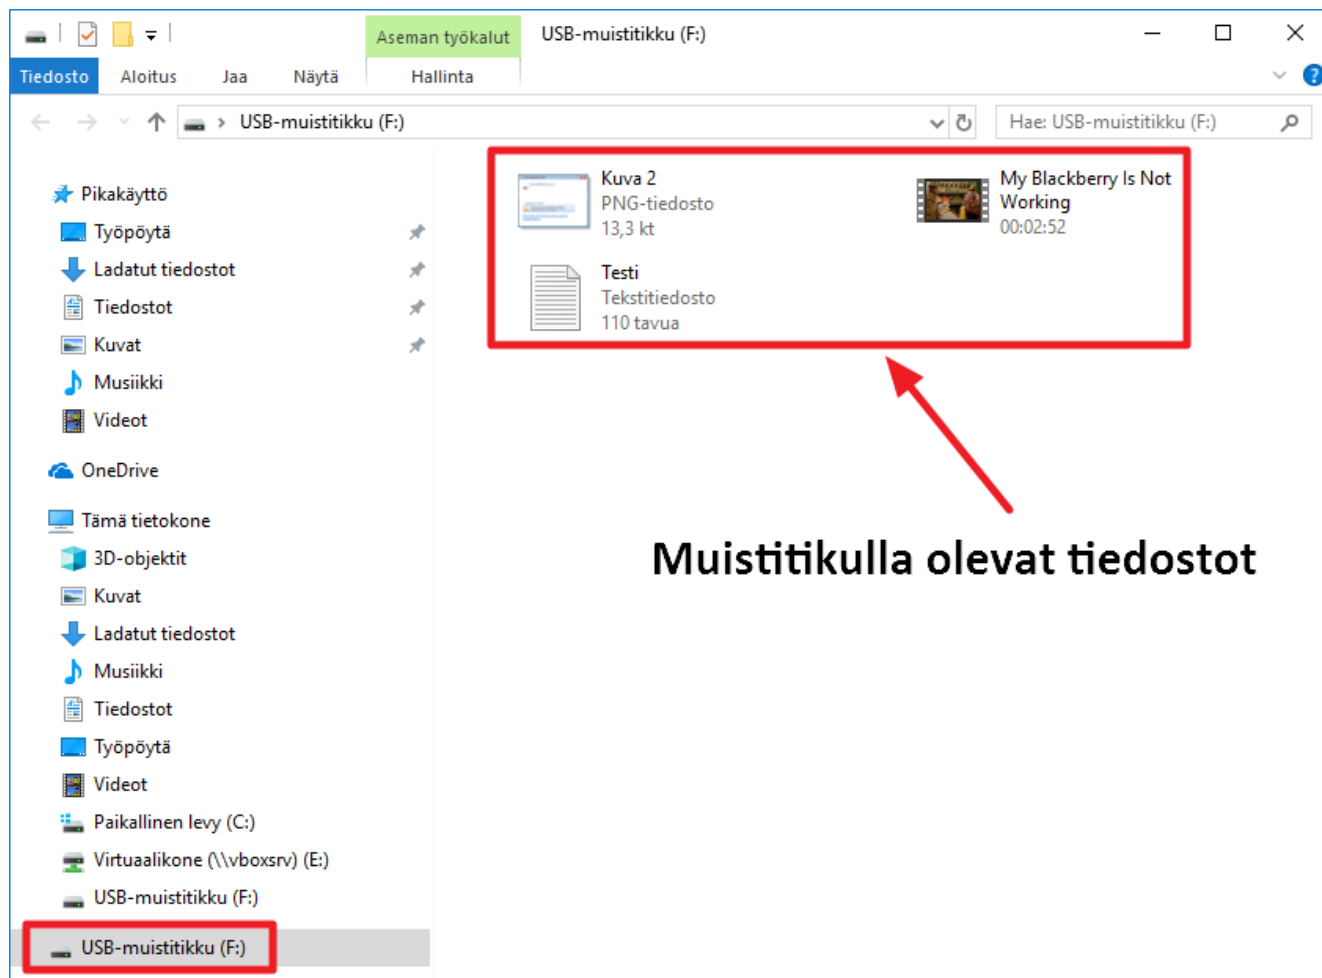 Aseman työkalut
USB-muistitikku (F:)
Tiedosto
Aloitus
Jaa
Näytä
Hallinta
USB-muistitikku (F:)
Hae: USB-muistitikku (F:)
Pikakäyttö
Työpöytä
Ladatut tiedostot
Tiedostot
Kuvat
Musiikki
Videot
OneDrive
Tämä tietokone
3D-objektit
Kuvat
Ladatut tiedostot
Musiikki
Tiedostot
Työpöytä
Videot
Paikallinen levy (C:)
Virtuaalikone (\\vboxsrv) (E:)
USB-muistitikku (F:)
USB-muistitikku (F:)
Kuva 2
PNG-tiedosto
13,3 kt
My Blackberry Is Not
Working
00:02:52
Testi
Tekstitiedosto
110 tavua
Muistitikulla olevat tiedostot